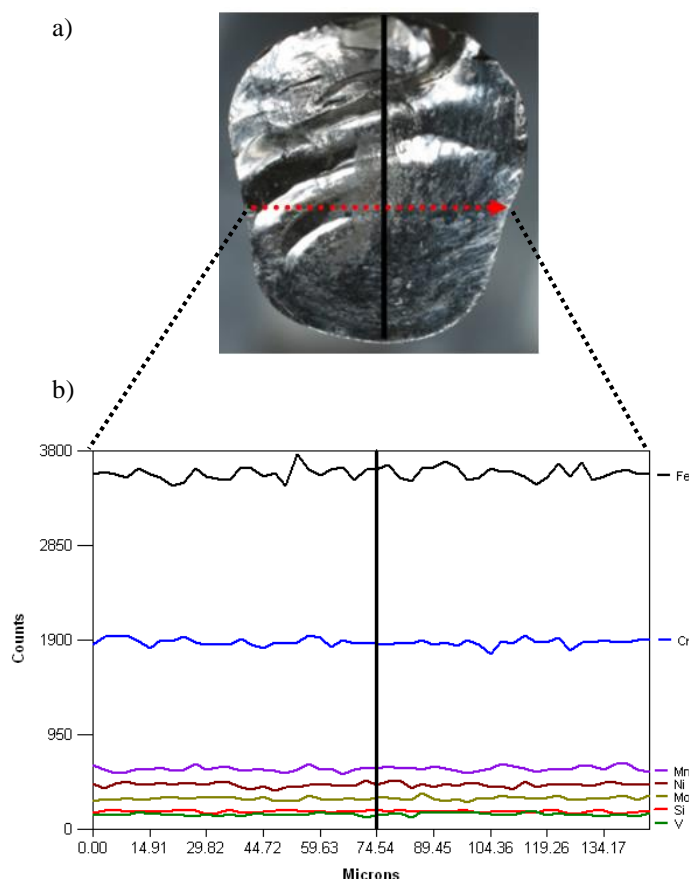 a)
b)
3800
Fe
2850
Counts
1900
Cr
950
Mn
Ni
Mo
Si
V
0
0.00 14.91 29.82 44.72 59.63 74.54 89.45 104.36 119.26 134.17
Microns